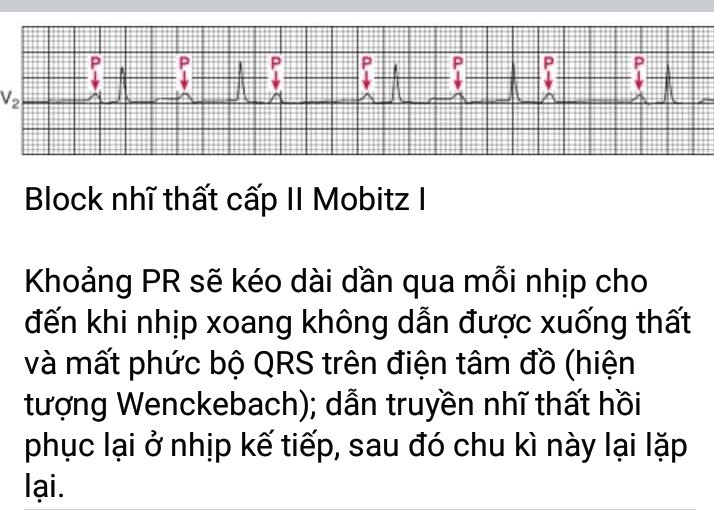 P P P P P P P
V2
Block nhĩ thất cấp II Mobitz I
Khoảng PR sẽ kéo dài dần qua mỗi nhịp cho
đến khi nhịp xoang không dẫn được xuống thất
và mất phức bộ QRS trên điện tâm đồ (hiện
tượng Wenckebach); dẫn truyền nhĩ thất hồi
phục lại ở nhịp kế tiếp, sau đó chu kì này lại lặp
lại.